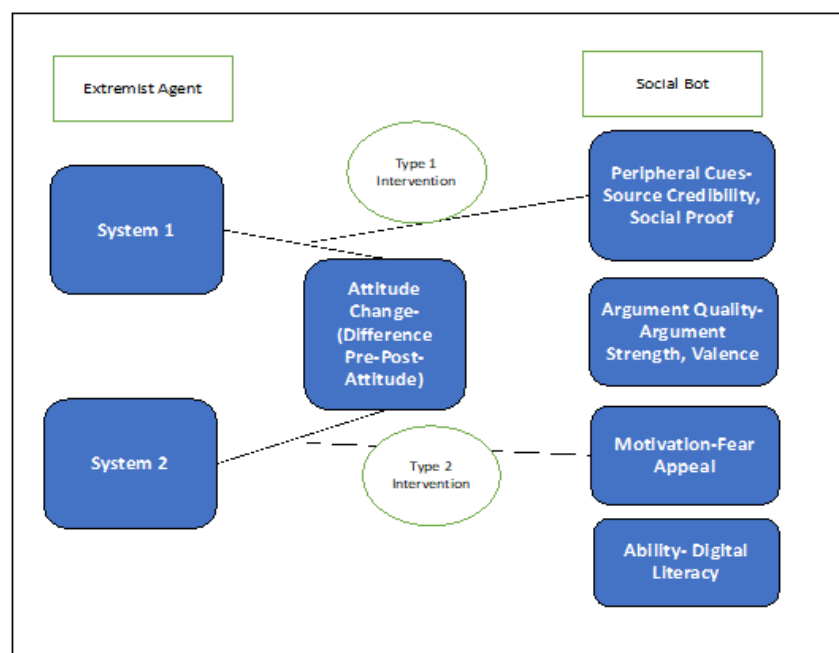 Extremist Agent
Social Bot
Type 1
Intervention
Peripheral Cues-
Source Credibility,
Social Proof
System 1
Attitude
Change-
(Difference
Pre-Post-
Attitude)
Argument Quality-
Argument
Strength, Valence
System 2
Type 2
Intervention
Motivation-Fear
Appeal
Ability- Digital
Literacy